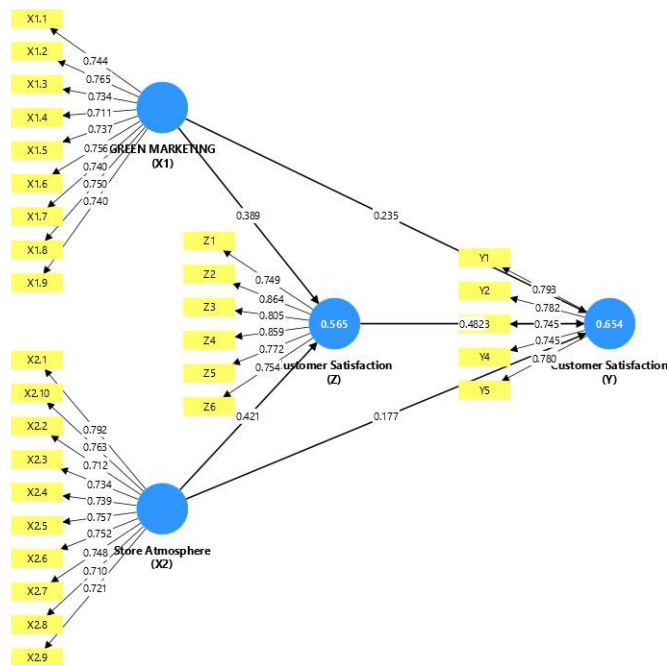 X1.1
X1.2
X1.3
X1.4
X1.5
X1.6
X1.7
X1.8
X1.9
0.744
0.765
0.734
0.711
0.737
0.756
0.740
0.750
0.740
GREEN MARKETING
(X1)
0.389
0.235
Z1
Z2
Z3
Z4
Z5
Z6
0.749
0.864
0.805
0.859
0.772
0.754
0.565
Customer Satisfaction
(Z)
Y1
Y2
Y4
Y5
0.793
0.782
0.745
0.745
0.780
0.4823
0.654
Customer Satisfaction
(Y)
0.421
0.177
X2.1
X2.10
X2.2
X2.3
X2.4
X2.5
X2.6
X2.7
X2.8
X2.9
0.792
0.763
0.712
0.734
0.739
0.757
0.752
0.748
0.710
0.721
Store Atmosphere
(X2)